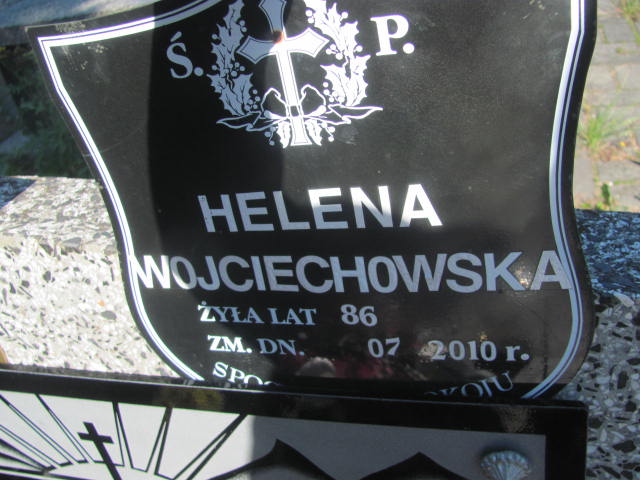 Ś. P.
HELENA
WOJCIECHOWSKA
ŻYŁA LAT 86
ZM. DN. 07 2010 r.